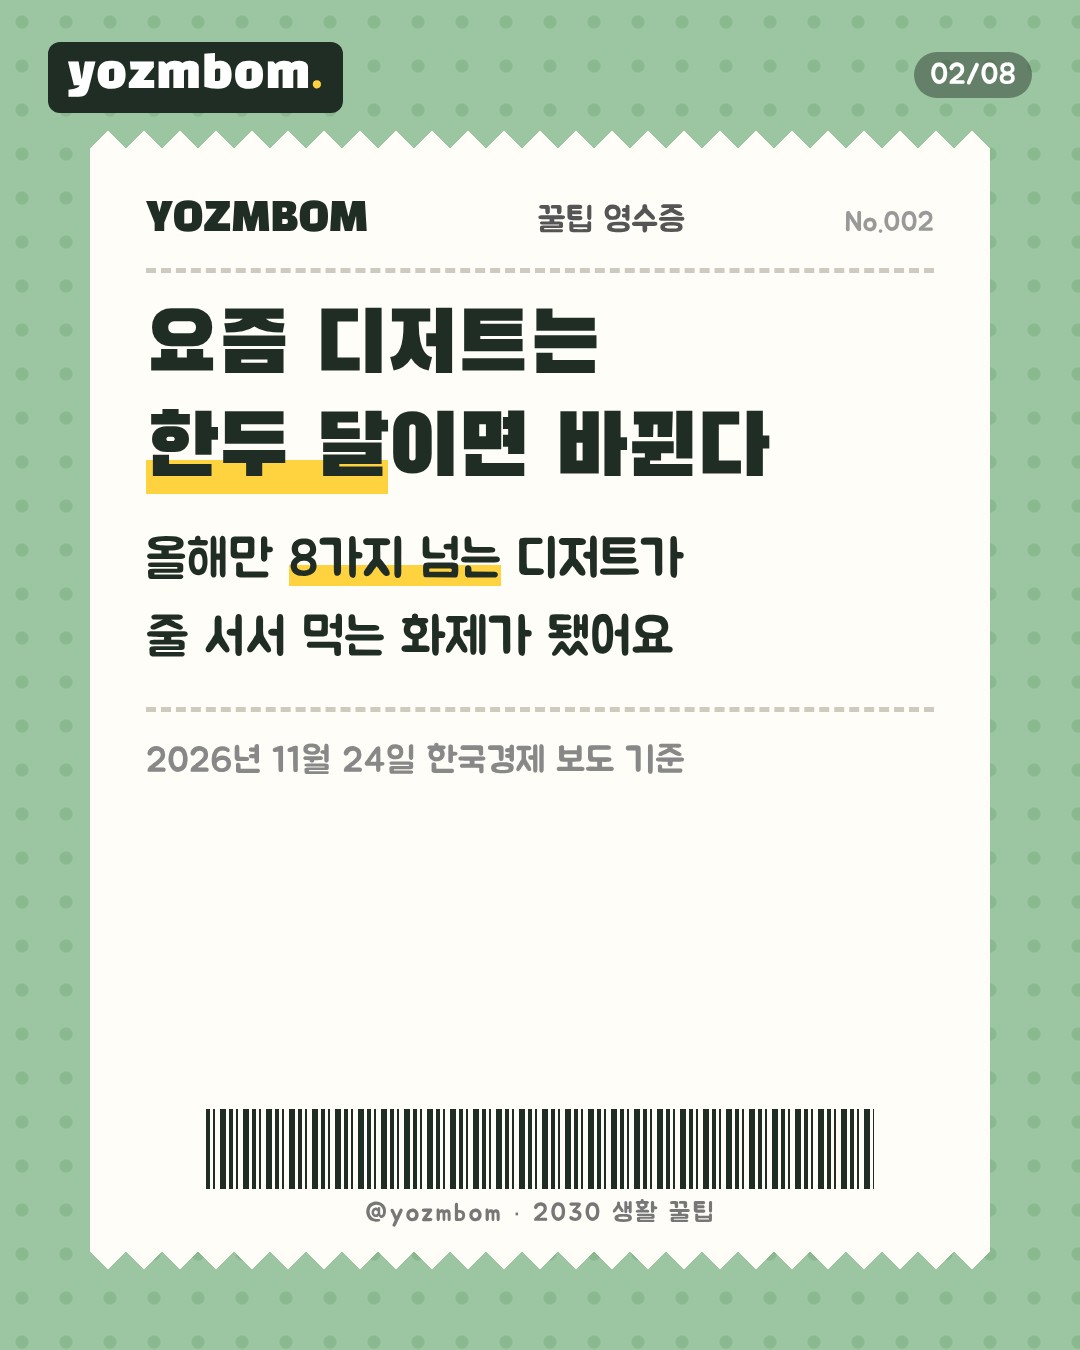 yozmbom.
02/08
YOZMBOM 꿀팁 영수증 No.002
요즘 디저트는
한두 달이면 바뀐다
올해만 8가지 넘는 디저트가
줄 서서 먹는 화제가 됐어요
2026년 11월 24일 한국경제 보도 기준
@yozmbom · 2030 생활 꿀팁